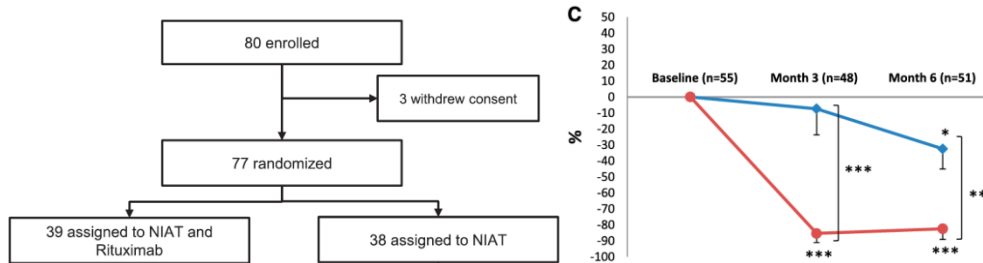 80 enrolled
3 withdrew consent
77 randomized
39 assigned to NIAT and
Rituximab
38 assigned to NIAT
C
50
40
30
20
10
0
-10
-20
-30
-40
-50
-60
-70
-80
-90
-100
%
Baseline (n=55)
Month 3 (n=48)
Month 6 (n=51)
*
***
**
***
***